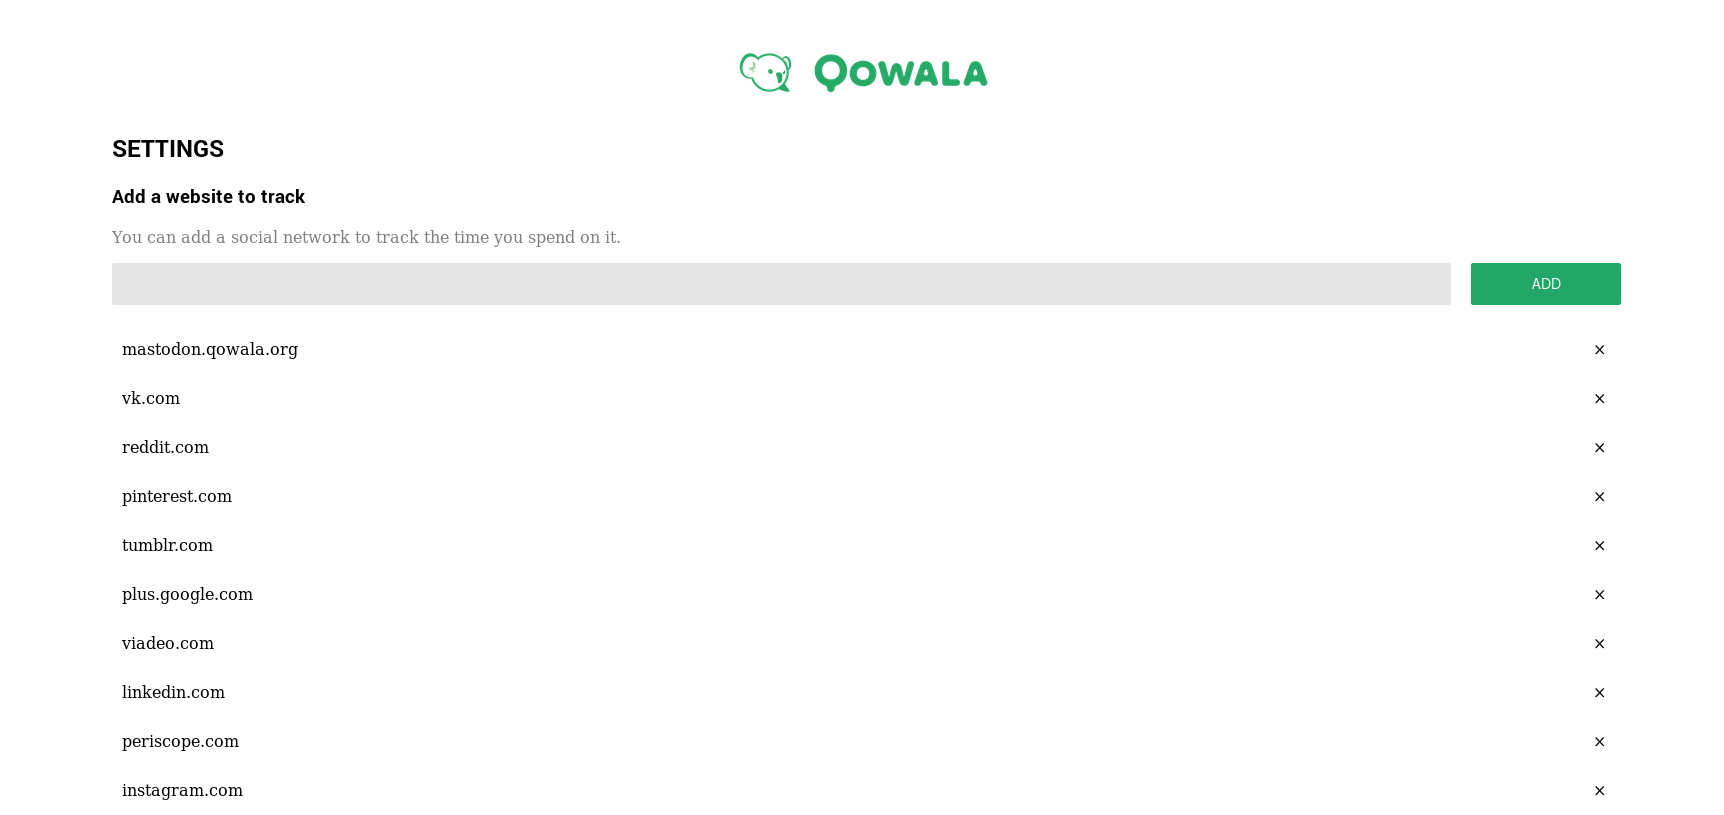 QOWALA
SETTINGS
Add a website to track
You can add a social network to track the time you spend on it.
ADD
mastodon.qowala.org ×
vk.com ×
reddit.com ×
pinterest.com ×
tumblr.com ×
plus.google.com ×
viadeo.com ×
linkedin.com ×
periscope.com ×
instagram.com ×